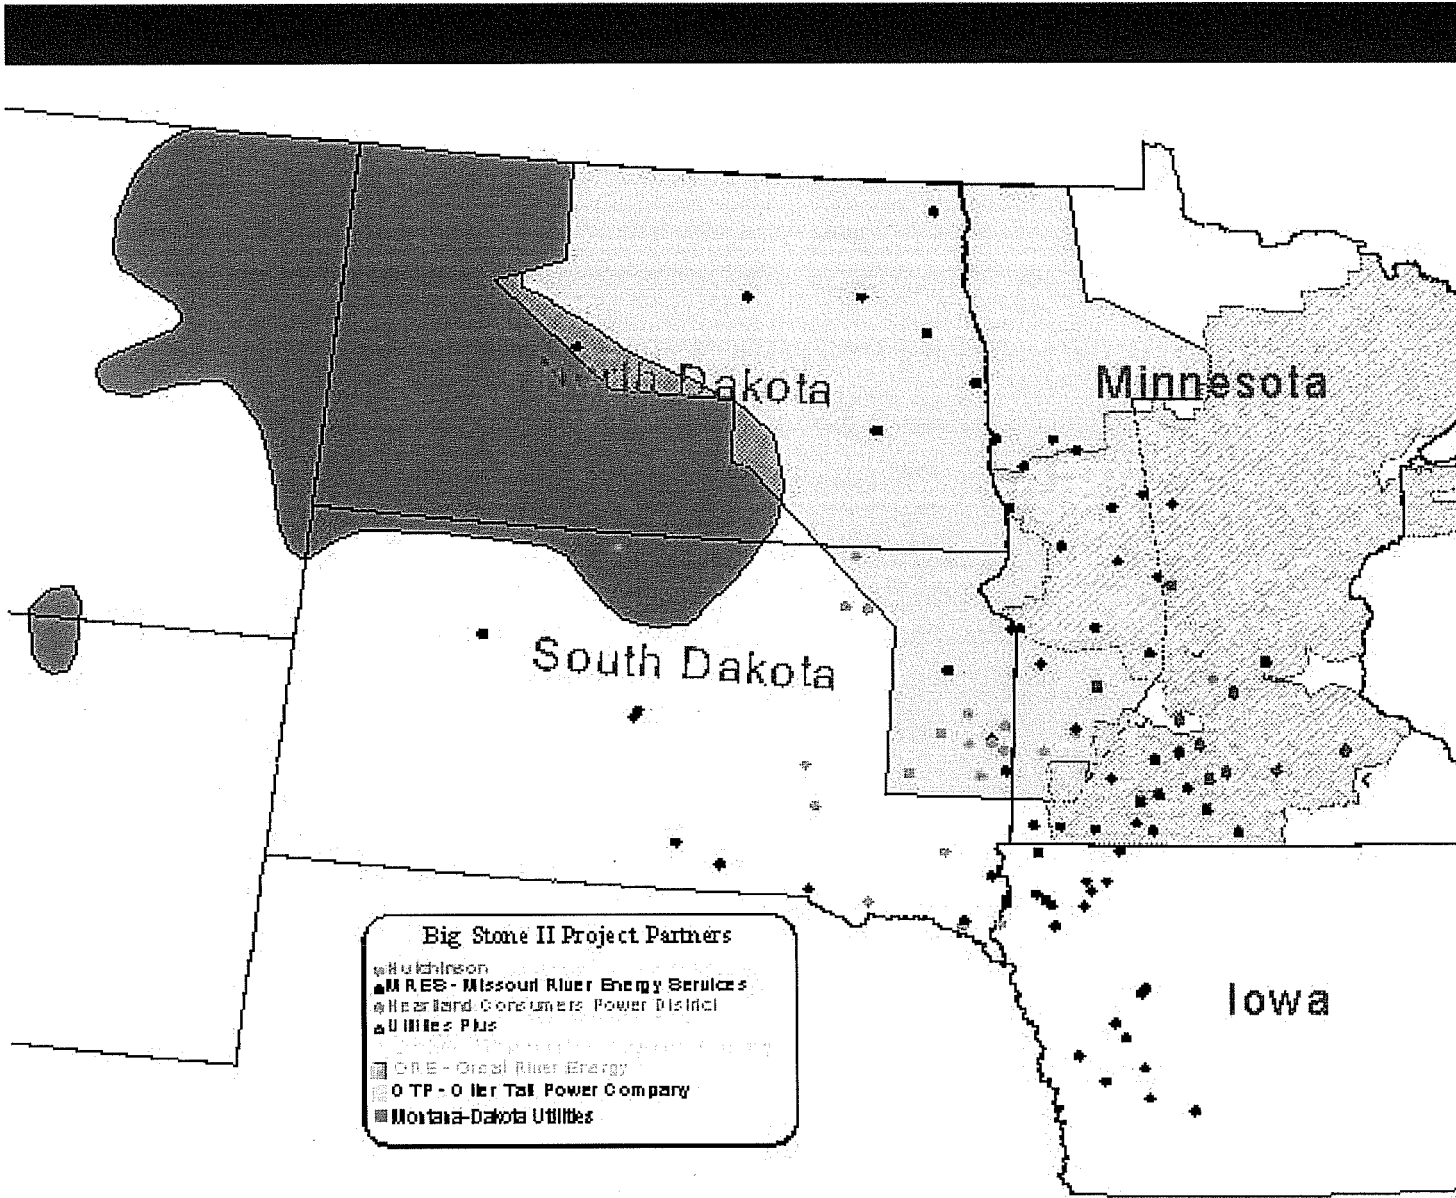 Dakota
Minnesota
South Dakota
Iowa
Big Stone II Project Partners
Hutchinson
MRES - Missouri River Energy Services
Heartland Consumers Power District
Utilities Plus
GRE - Great River Energy
OTP - Otter Tail Power Company
Montana-Dakota Utilities